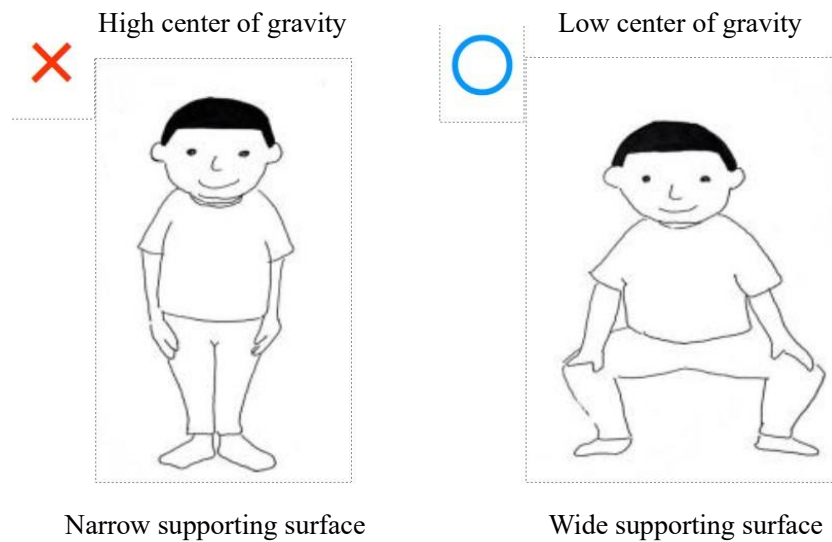 High center of gravity
Low center of gravity
Narrow supporting surface
Wide supporting surface